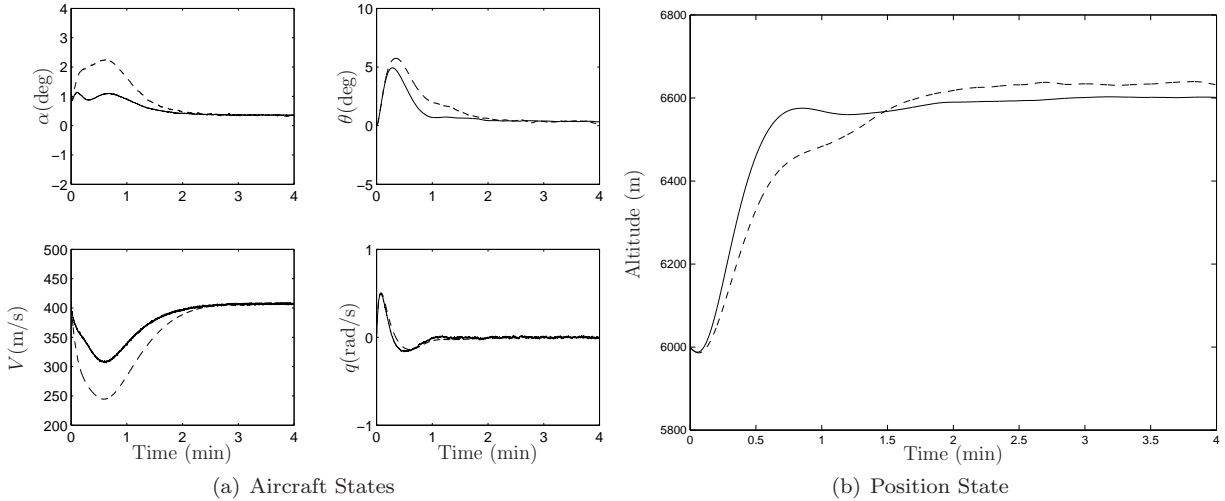 4
3
2
1
0
−1
−2
α(deg)
0 1 2 3 4
10
5
0
−5
θ(deg)
0 1 2 3 4
500
450
400
350
300
250
200
V(m/s)
0 1 2 3 4
Time (min)
1
0
−1
q(rad/s)
0 1 2 3 4
Time (min)
(a) Aircraft States
6800
6600
6400
6200
6000
5800
Altitude (m)
0 0.5 1 1.5 2 2.5 3 3.5 4
Time (min)
(b) Position State